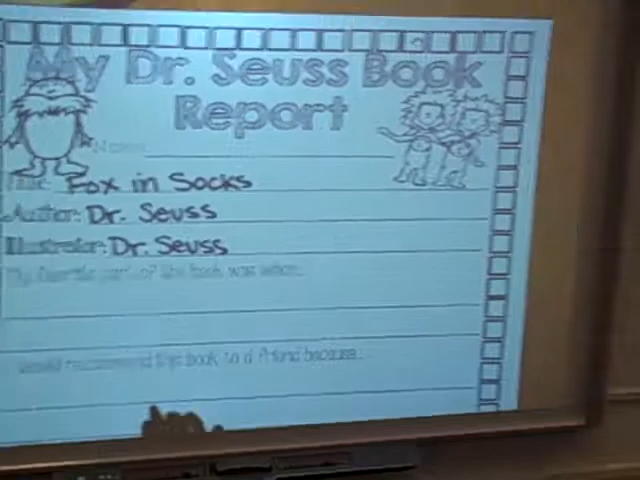 My Dr. Seuss Book
Report
Name
Title: Fox in Socks
Author: Dr. Seuss
Illustrator: Dr. Seuss
My favorite part of the book was when...
I would recommend this book to a friend because...